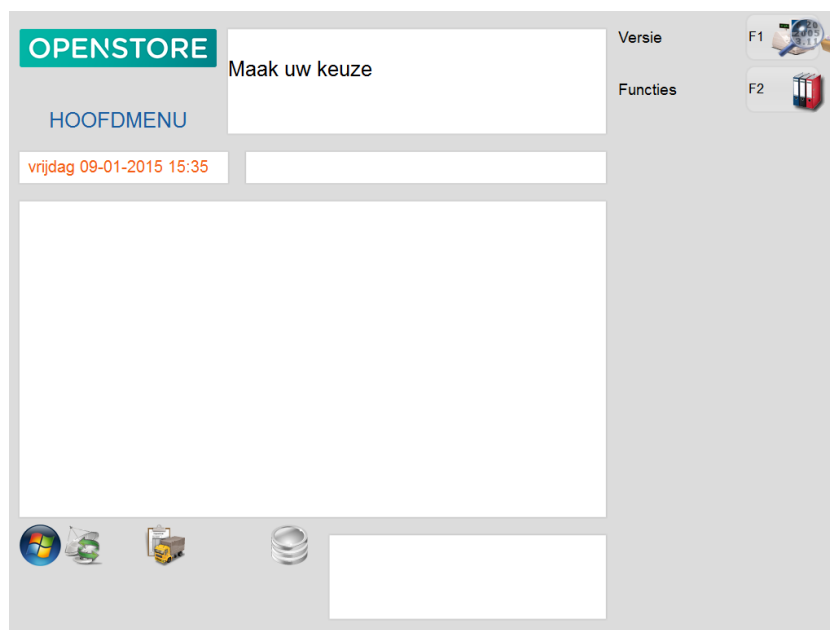 OPENSTORE
Maak uw keuze
HOOFDMENU
Versie
F1
Functies
F2
vrijdag 09-01-2015 15:35